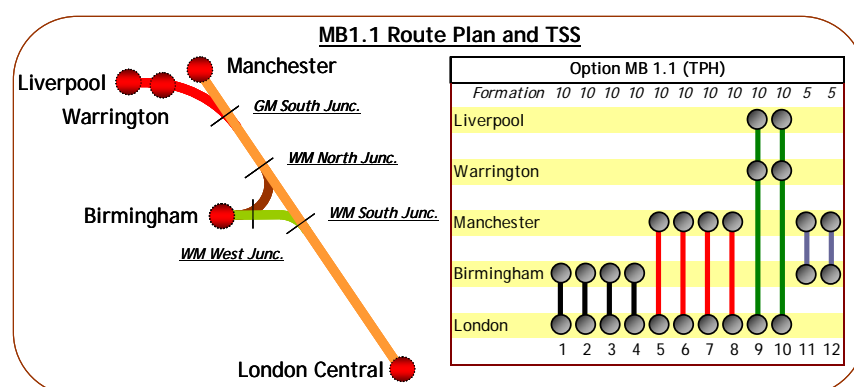 MB1.1 Route Plan and TSS
Liverpool
Manchester
Warrington
GM South Junc.
WM North Junc.
Birmingham
WM South Junc.
WM West Junc.
London Central
Option MB 1.1 (TPH)
Formation 10 10 10 10 10 10 10 10 10 10 5 5
Liverpool
Warrington
Manchester
Birmingham
London
1 2 3 4 5 6 7 8 9 10 11 12